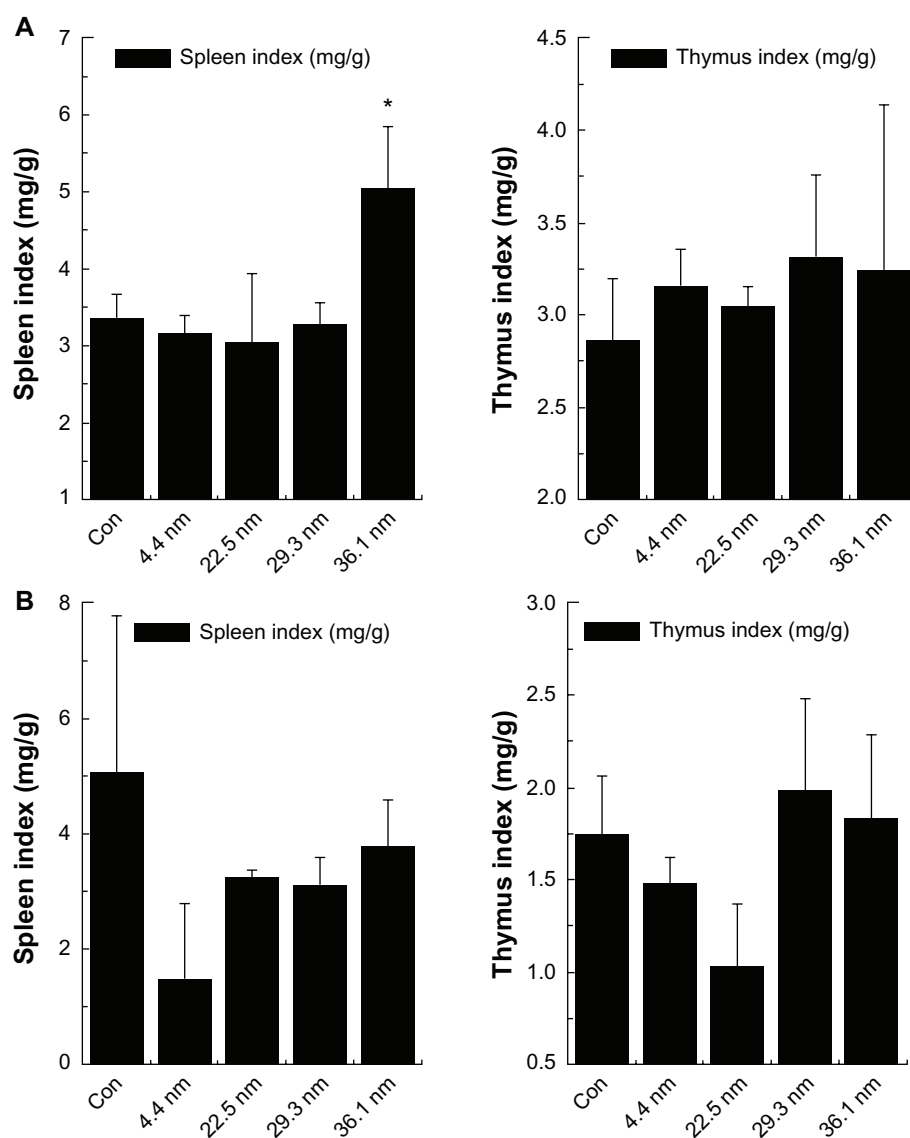 A
Spleen index (mg/g)
7
6
5
4
3
2
1
Spleen index (mg/g)
*
Con
4.4 nm
22.5 nm
29.3 nm
36.1 nm
Thymus index (mg/g)
4.5
4.0
3.5
3.0
2.5
2.0
Thymus index (mg/g)
Con
4.4 nm
22.5 nm
29.3 nm
36.1 nm
B
Spleen index (mg/g)
8
6
4
2
0
Spleen index (mg/g)
Con
4.4 nm
22.5 nm
29.3 nm
36.1 nm
Thymus index (mg/g)
3.0
2.5
2.0
1.5
1.0
0.5
Thymus index (mg/g)
Con
4.4 nm
22.5 nm
29.3 nm
36.1 nm